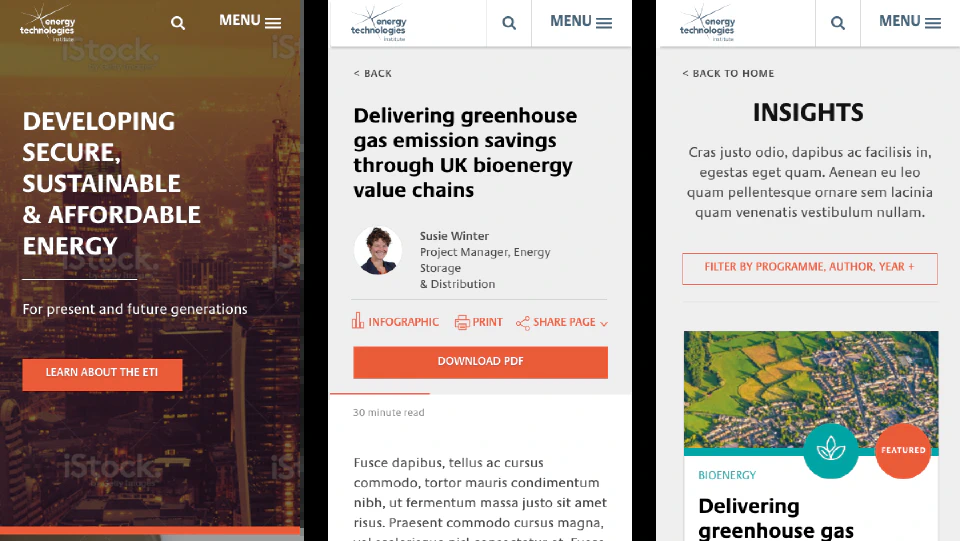 energy
technologies
institute
MENU
iStock.
DEVELOPING
SECURE,
SUSTAINABLE
& AFFORDABLE
ENERGY
For present and future generations
LEARN ABOUT THE ETI
iStock.
energy
technologies
institute
MENU
< BACK
Delivering greenhouse
gas emission savings
through UK bioenergy
value chains
Susie Winter
Project Manager, Energy
Storage
& Distribution
INFOGRAPHIC
PRINT
SHARE PAGE
DOWNLOAD PDF
30 minute read
Fusce dapibus, tellus ac cursus
commodo, tortor mauris condimentum
nibh, ut fermentum massa justo sit amet
risus. Praesent commodo cursus magna,
energy
technologies
institute
MENU
< BACK TO HOME
INSIGHTS
Cras justo odio, dapibus ac facilisis in,
egestas eget quam. Aenean eu leo
quam pellentesque ornare sem lacinia
quam venenatis vestibulum nullam.
FILTER BY PROGRAMME, AUTHOR, YEAR +
FEATURED
BIOENERGY
Delivering
greenhouse gas